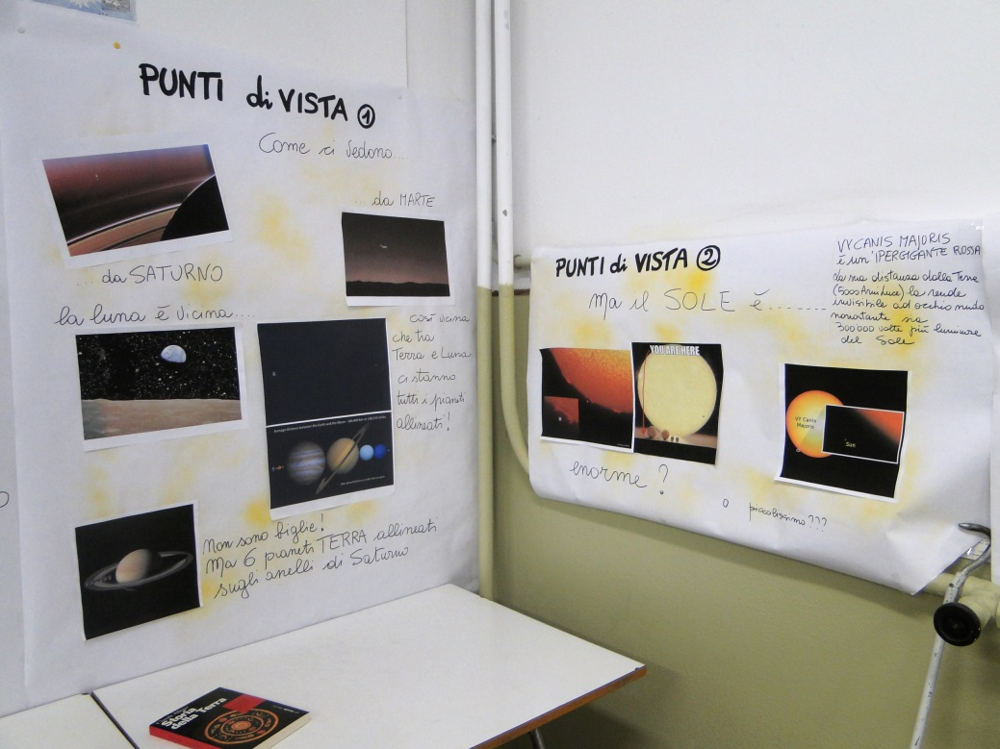 PUNTI di VISTA 1
Come ci vedono...
da MARTE
... da SATURNO
la luna è vicina....
così vicina
che tra
Terra e Luna
ci stanno
tutti i pianeti
allineati!
Non sono biglie!
Ma 6 pianeti TERRA allineati
sugli anelli di Saturno
PUNTI di VISTA 2
Ma il SOLE è.......
VY CANIS MAJORIS
è un'IPERGIGANTE ROSSA
La sua distanza dalla Terra
(5000 Anni Luce) la rende
invisibile ad occhio nudo
nonostante sia
300000 volte più luminosa
del Sole
YOU ARE HERE
VY Canis
Majoris
Sun
enorme?
o piccolissimo???
Storia
della Terra